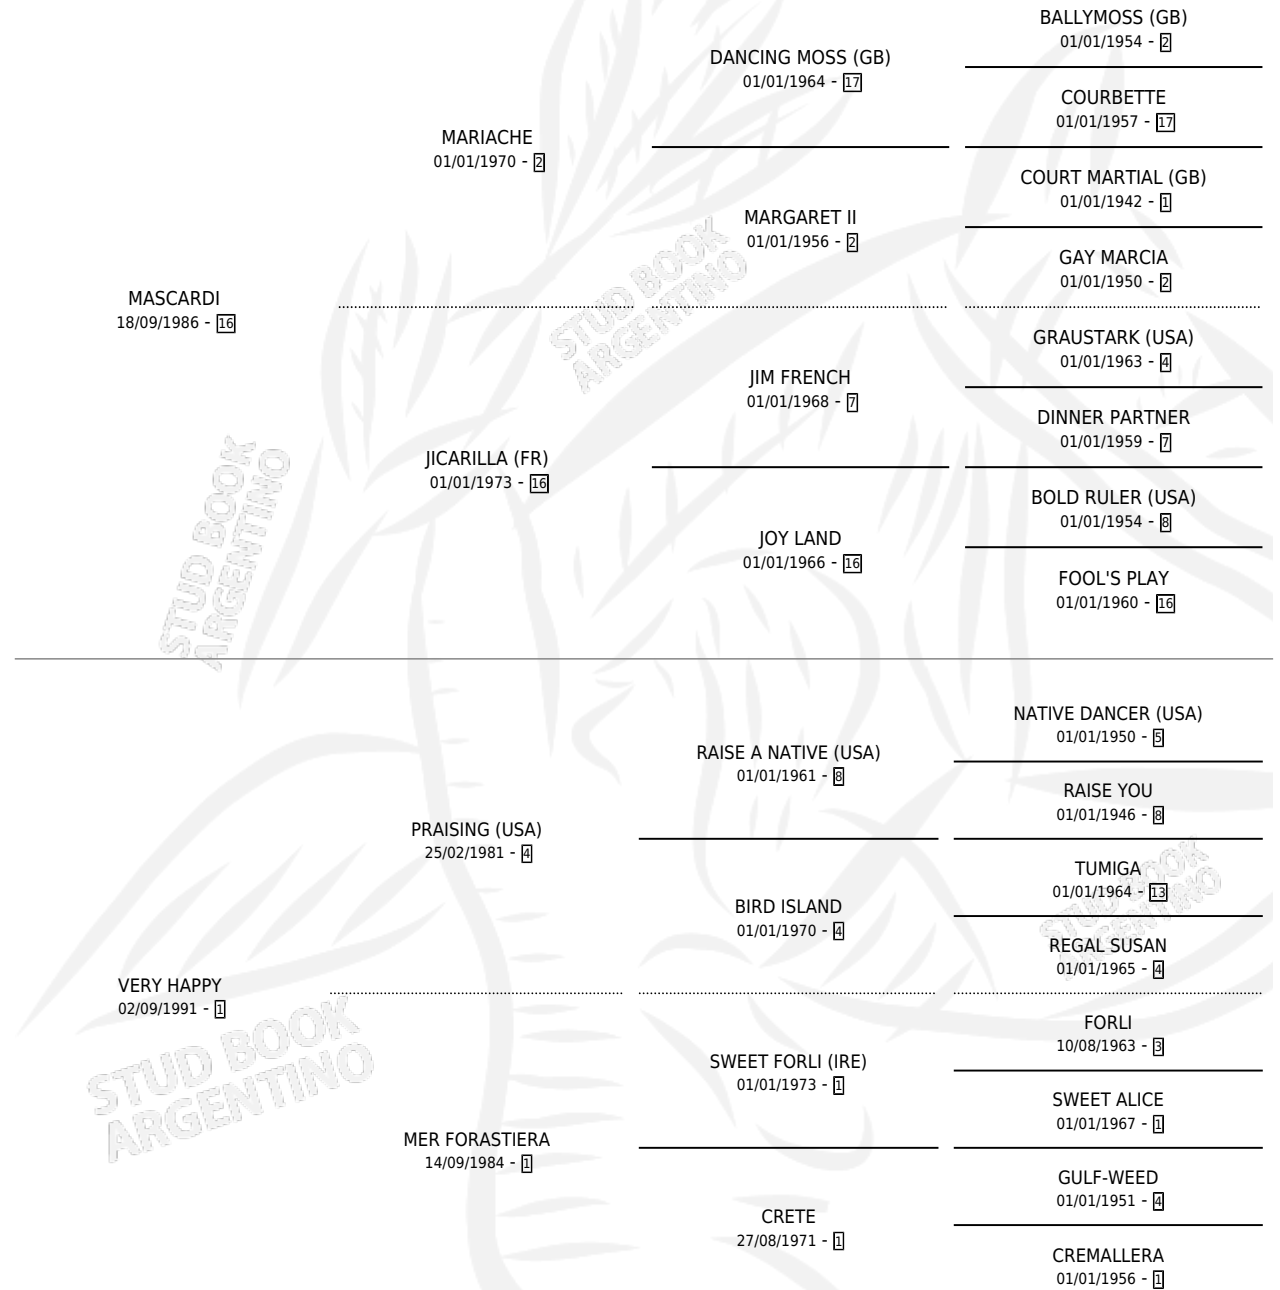 BALLYMOSS (GB)
01/01/1954 - 2
DANCING MOSS (GB)
01/01/1964 - 17
COURBETTE
01/01/1957 - 17
MARIACHE
01/01/1970 - 2
COURT MARTIAL (GB)
01/01/1942 - 1
MARGARET II
01/01/1956 - 2
GAY MARCIA
01/01/1950 - 2
MASCARDI
18/09/1986 - 16
STUD BOOK
ARGENTINO
GRAUSTARK (USA)
01/01/1963 - 4
JIM FRENCH
01/01/1968 - 7
DINNER PARTNER
01/01/1959 - 7
JICARILLA (FR)
01/01/1973 - 16
BOLD RULER (USA)
01/01/1954 - 8
JOY LAND
01/01/1966 - 16
FOOL'S PLAY
01/01/1960 - 16
STUD BOOK
ARGENTINO
NATIVE DANCER (USA)
01/01/1950 - 5
RAISE A NATIVE (USA)
01/01/1961 - 8
RAISE YOU
01/01/1946 - 8
PRAISING (USA)
25/02/1981 - 4
TUMIGA
01/01/1964 - 13
BIRD ISLAND
01/01/1970 - 4
STUD BOOK
ARGENTINO
REGAL SUSAN
01/01/1965 - 4
VERY HAPPY
02/09/1991 - 1
STUD BOOK
ARGENTINO
FORLI
10/08/1963 - 3
SWEET FORLI (IRE)
01/01/1973 - 1
SWEET ALICE
01/01/1967 - 1
MER FORASTIERA
14/09/1984 - 1
GULF-WEED
01/01/1951 - 4
CRETE
27/08/1971 - 1
CREMALLERA
01/01/1956 - 1